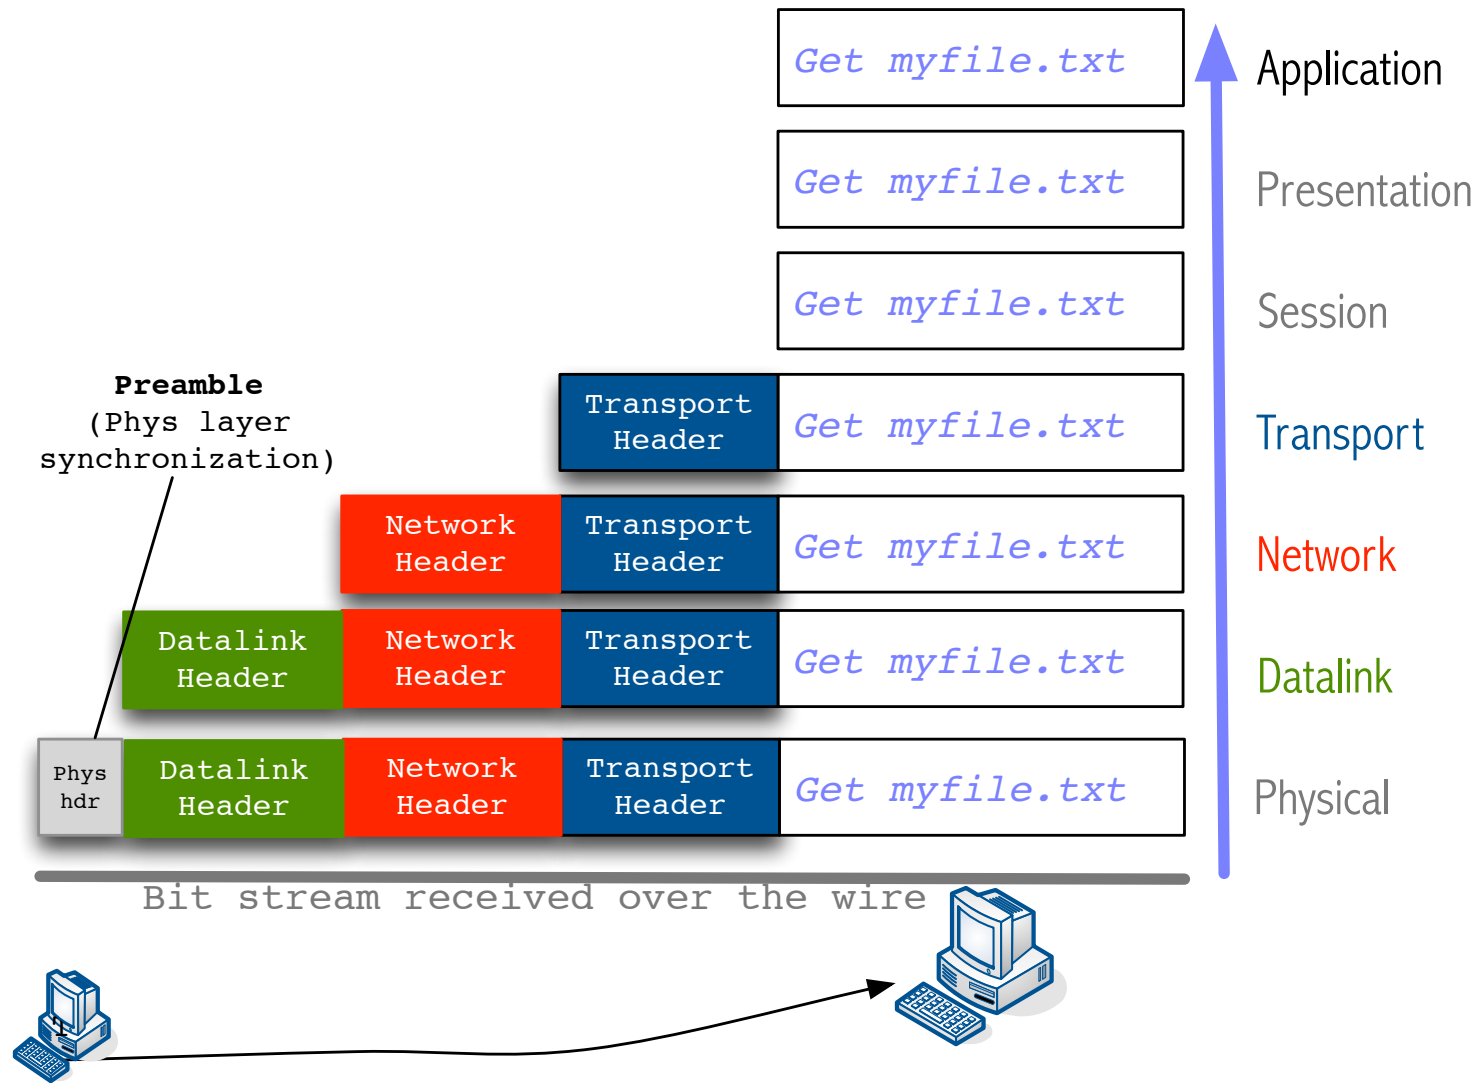 Get myfile.txt
Application
Get myfile.txt
Presentation
Get myfile.txt
Session
Preamble
(Phys layer
synchronization)
Transport
Header
Get myfile.txt
Transport
Network
Header
Transport
Header
Get myfile.txt
Network
Datalink
Header
Network
Header
Transport
Header
Get myfile.txt
Datalink
Phys
hdr
Datalink
Header
Network
Header
Transport
Header
Get myfile.txt
Physical
Bit stream received over the wire